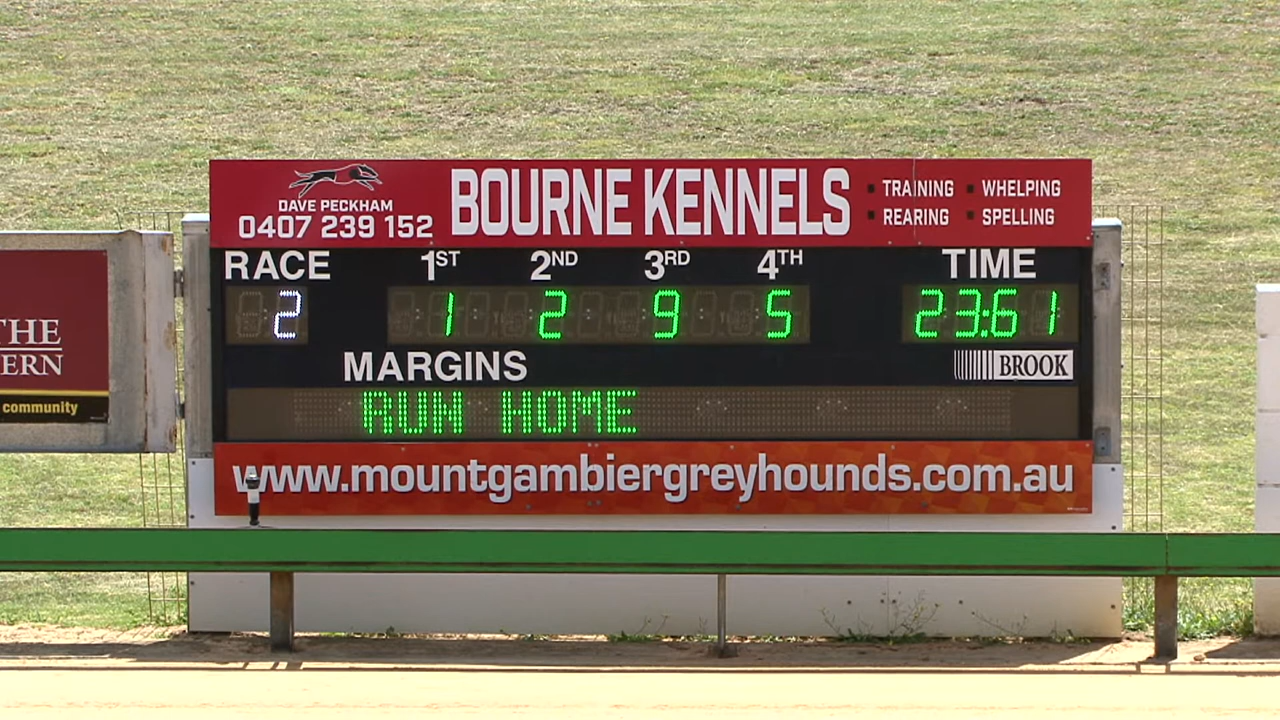 DAVE PECKHAM
0407 239 152
BOURNE KENNELS
TRAINING
WHELPING
REARING
SPELLING
RACE 1ST 2ND 3RD 4TH TIME
2 1 2 9 5 23:61
MARGINS
BROOK
RUN HOME
www.mountgambiergreyhounds.com.au
THE
ERN
community